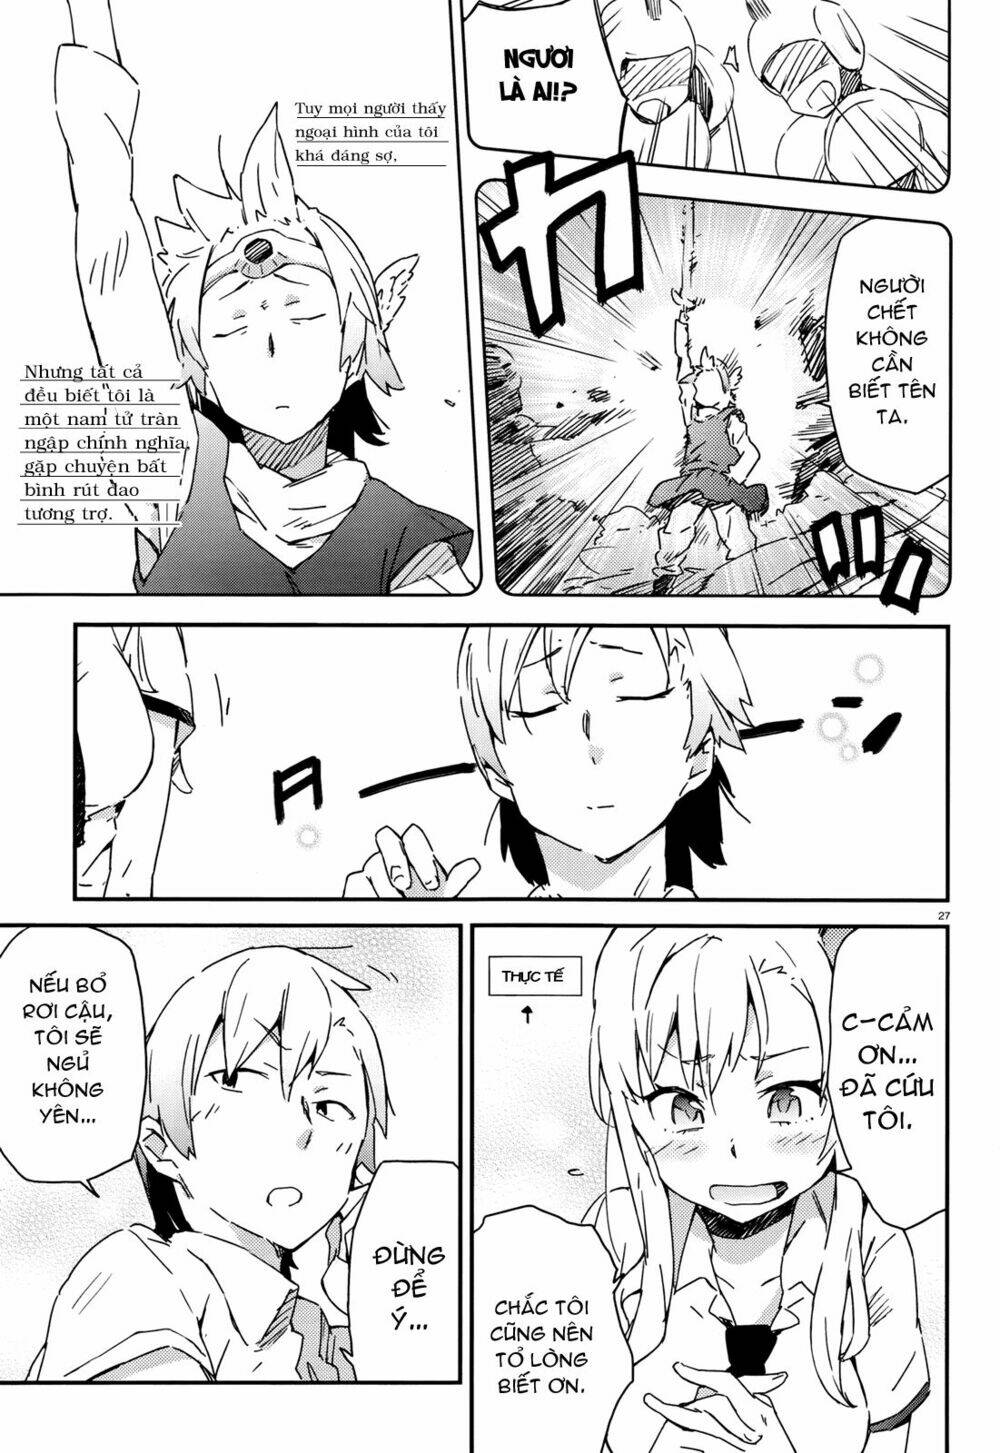 NGƯƠI
LÀ AI!?
NGƯỜI
CHẾT
KHÔNG
CẦN
BIẾT TÊN
TA.
カッ
Tuy mọi người thấy
ngoại hình của tôi
khá đáng sợ,
Nhưng tất cả
đều biết tôi là
một nam tử tràn
ngập chính nghĩa,
gặp chuyện bất
bình rút đao
tương trợ.
27
THỰC TẾ
↑
C-CẢM
ƠN...
ĐÃ CỨU
TÔI.
CHẮC TÔI
CŨNG NÊN
TỎ LÒNG
BIẾT ƠN.
ĐỪNG
ĐỂ
Ý...
NẾU BỎ
RƠI CẬU,
TÔI SẼ
NGỦ
KHÔNG
YÊN...